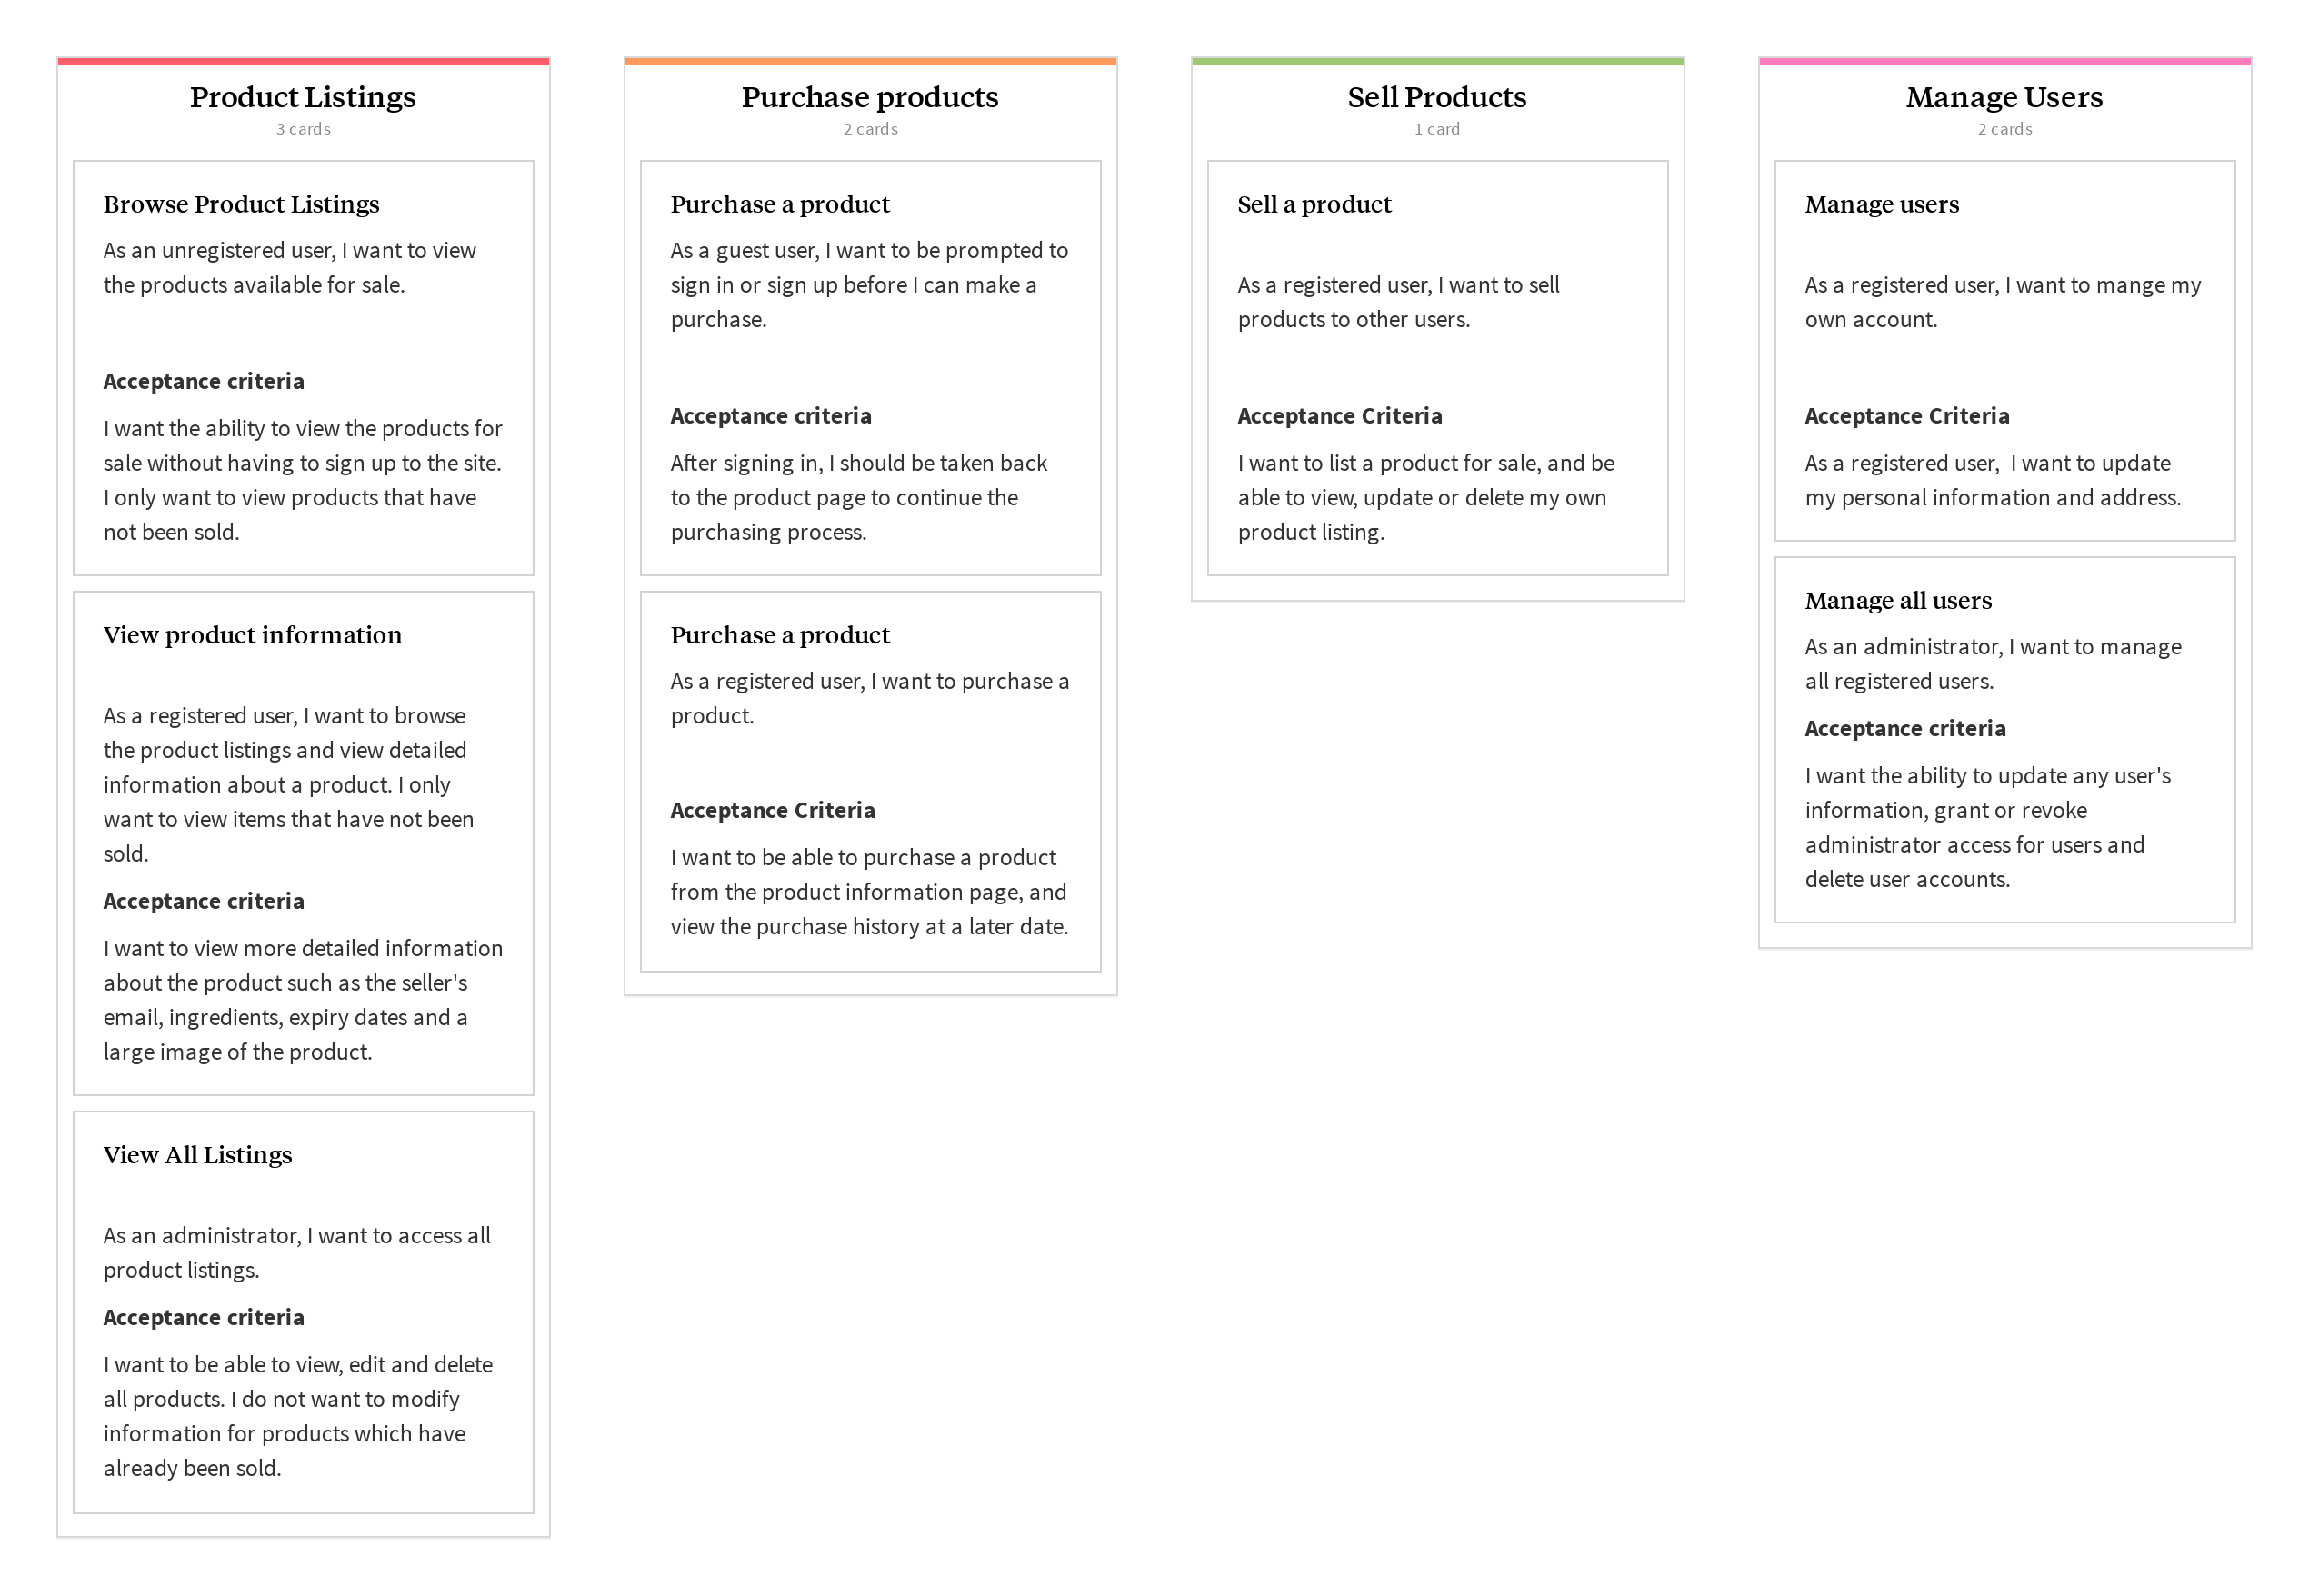 Product Listings
3 cards
Browse Product Listings
As an unregistered user, I want to view
the products available for sale.
Acceptance criteria
I want the ability to view the products for
sale without having to sign up to the site.
I only want to view products that have
not been sold.
View product information
As a registered user, I want to browse
the product listings and view detailed
information about a product. I only
want to view items that have not been
sold.
Acceptance criteria
I want to view more detailed information
about the product such as the seller's
email, ingredients, expiry dates and a
large image of the product.
View All Listings
As an administrator, I want to access all
product listings.
Acceptance criteria
I want to be able to view, edit and delete
all products. I do not want to modify
information for products which have
already been sold.
Purchase products
2 cards
Purchase a product
As a guest user, I want to be prompted to
sign in or sign up before I can make a
purchase.
Acceptance criteria
After signing in, I should be taken back
to the product page to continue the
purchasing process.
Purchase a product
As a registered user, I want to purchase a
product.
Acceptance Criteria
I want to be able to purchase a product
from the product information page, and
view the purchase history at a later date.
Sell Products
1 card
Sell a product
As a registered user, I want to sell
products to other users.
Acceptance Criteria
I want to list a product for sale, and be
able to view, update or delete my own
product listing.
Manage Users
2 cards
Manage users
As a registered user, I want to mange my
own account.
Acceptance Criteria
As a registered user,  I want to update
my personal information and address.
Manage all users
As an administrator, I want to manage
all registered users.
Acceptance criteria
I want the ability to update any user's
information, grant or revoke
administrator access for users and
delete user accounts.